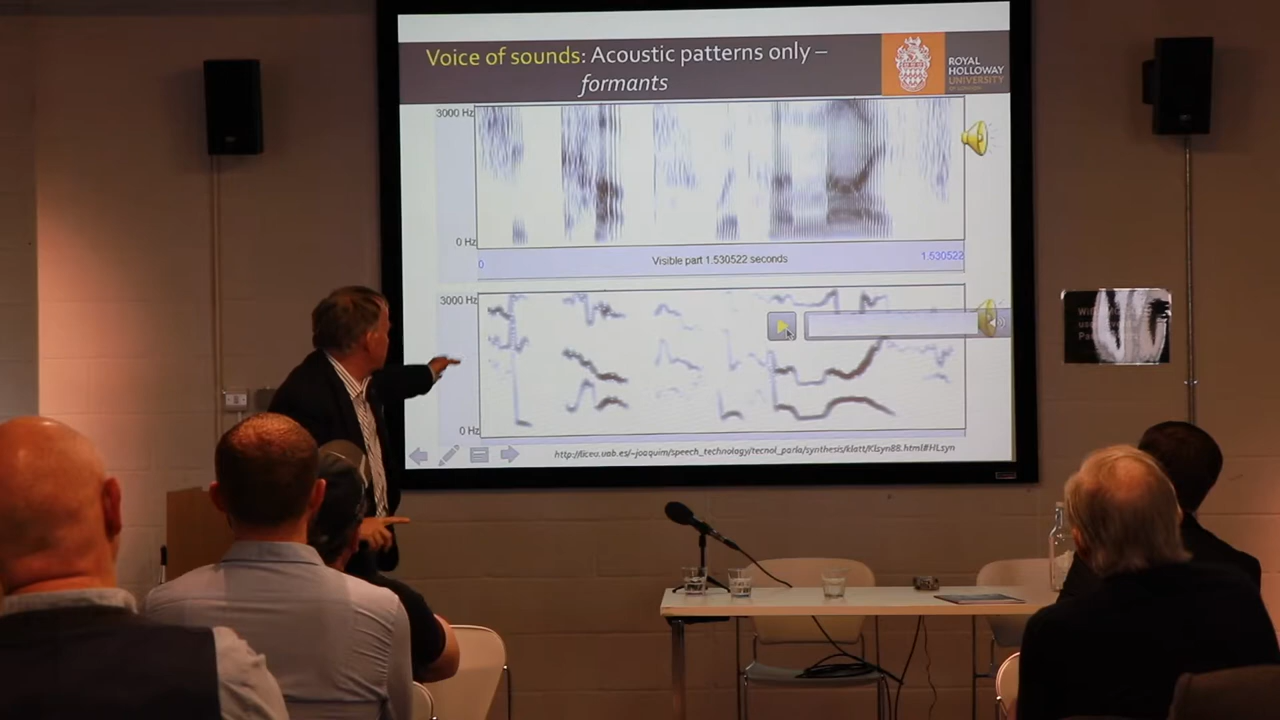 Voice of sounds: Acoustic patterns only –
formants
ROYAL
HOLLOWAY
UNIVERSITY
OF LONDON
3000 Hz
0 Hz
0
Visible part 1.530522 seconds
1.530522
3000 Hz
0 Hz
http://liceu.uab.es/~joaquim/speech_technology/tecnol_parla/synthesis/klatt/Klsyn88.html#HLsyn